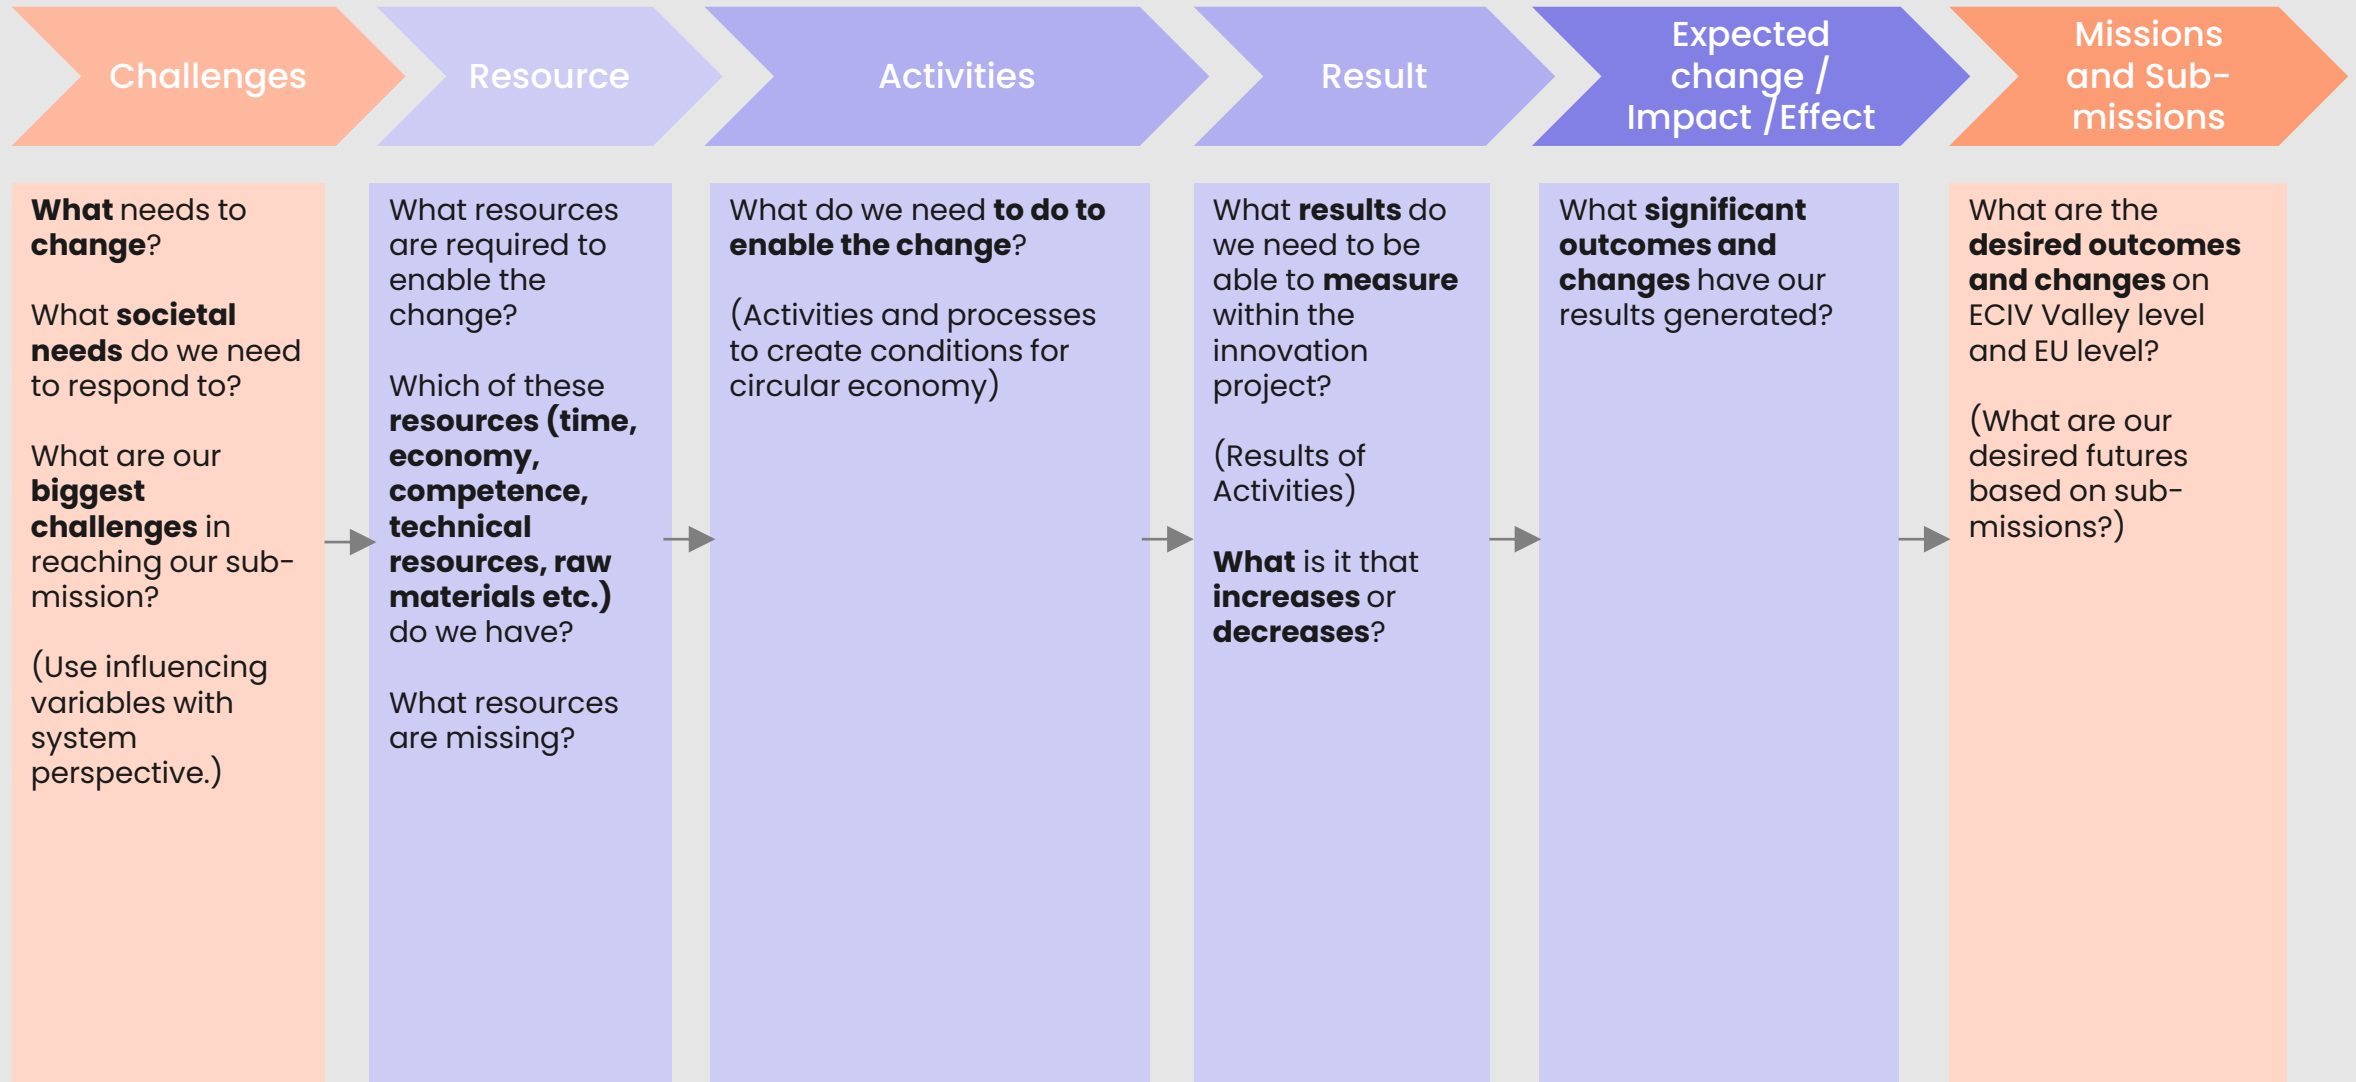 Challenges
Resource
Activities
Result
Expected
change /
Impact /Effect
Missions
and Sub-
missions
What needs to
change?
What societal
needs do we need
to respond to?
What are our
biggest
challenges in
reaching our sub-
mission?
(Use influencing
variables with
system
perspective.)
What resources
are required to
enable the
change?
Which of these
resources (time,
economy,
competence,
technical
resources, raw
materials etc.)
do we have?
What resources
are missing?
What do we need to do to
enable the change?
(Activities and processes
to create conditions for
circular economy)
What results do
we need to be
able to measure
within the
innovation
project?
(Results of
Activities)
What is it that
increases or
decreases?
What significant
outcomes and
changes have our
results generated?
What are the
desired outcomes
and changes on
ECIV Valley level
and EU level?
(What are our
desired futures
based on sub-
missions?)